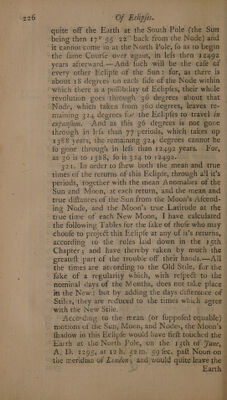 226 Of Eclipses.
quite off the Earth at the South Pole (the Sun
being then 17° 55′ 22″ back from the Node) and
it cannot come in at the North Pole, so as to begin
the same Course over again, in less than 12492
years afterward.—And such will be the case of
every other Eclipse of the Sun: for, as there is
about 18 degrees on each side of the Node within
which there is a possibility of Eclipses, their whole
revolution goes through 36 degrees about that
Node, which taken from 360 degrees, leaves re-
maining 324 degrees for the Eclipses to travel in
expansum. And as this 36 degrees is not gone
through in less than 77 periods, which takes up
1388 years, the remaining 324 degrees cannot be
so gone through in less than 12492 years. For,
as 36 is to 1388, so is 324 to 12492.
321. In order to shew both the mean and true
times of the returns of this Eclipse, through all it's
periods, together with the mean Anomalies of the
Sun and Moon, at each return, and the mean and
true distances of the Sun from the Moon's Ascend-
ing Node, and the Moon's true Latitude at the
true time of each New Moon, I have calculated
the following Tables for the sake of those who may
choose to project this Eclipse at any of it's returns,
according to the rules laid down in the 15th
Chapter; and have thereby taken by much the
greatest part of the trouble off their hands.—All
the times are according to the Old Stile, for the
sake of a regularity which, with respect to the
nominal days of the Months, does not take place
in the New: but by adding the days difference of
Stiles, they are reduced to the times which agree
with the New Stile.
According to the mean (or supposed equable)
motions of the Sun, Moon, and Nodes, the Moon's
shadow in this Eclipse would have first touched the
Earth at the North Pole, on the 13th of June,
A. D. 1295, at 12 h. 52 m. 59 sec. past Noon on
the meridian of London; and would quite leave the
Earth